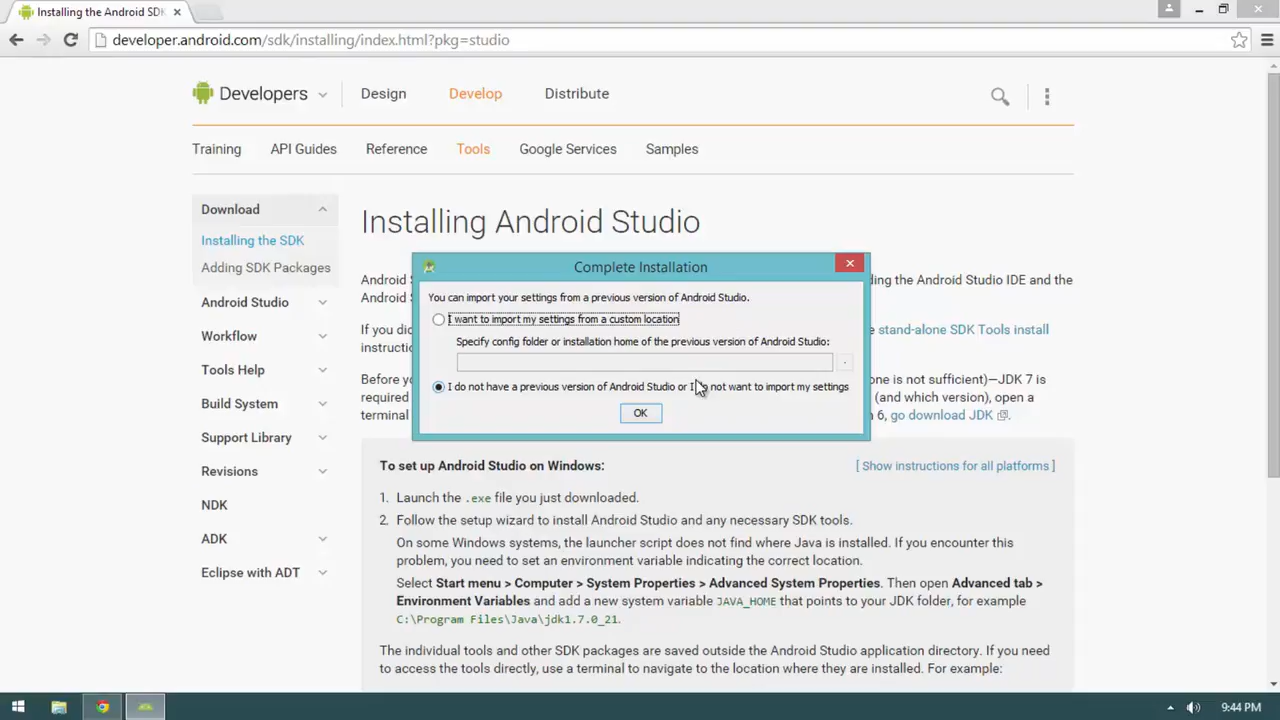 Installing the Android SDK
developer.android.com/sdk/installing/index.html?pkg=studio
Developers
Design
Develop
Distribute
Training
API Guides
Reference
Tools
Google Services
Samples
Download
Installing the SDK
Adding SDK Packages
Android Studio
Workflow
Tools Help
Build System
Support Library
Revisions
NDK
ADK
Eclipse with ADT
Installing Android Studio
Android
ding the Android Studio IDE and the
Android
If you did
stand-alone SDK Tools install
instructi
Before yo
one is not sufficient)—JDK 7 is
required
(and which version), open a
terminal
6, go download JDK
Complete Installation
You can import your settings from a previous version of Android Studio.
I want to import my settings from a custom location
Specify config folder or installation home of the previous version of Android Studio:
I do not have a previous version of Android Studio or I do not want to import my settings
OK
To set up Android Studio on Windows:
[ Show instructions for all platforms ]
1. Launch the .exe file you just downloaded.
2. Follow the setup wizard to install Android Studio and any necessary SDK tools.
On some Windows systems, the launcher script does not find where Java is installed. If you encounter this
problem, you need to set an environment variable indicating the correct location.
Select Start menu > Computer > System Properties > Advanced System Properties. Then open Advanced tab >
Environment Variables and add a new system variable JAVA_HOME that points to your JDK folder, for example
C:\Program Files\Java\jdk1.7.0_21.
The individual tools and other SDK packages are saved outside the Android Studio application directory. If you need
to access the tools directly, use a terminal to navigate to the location where they are installed. For example:
9:44 PM